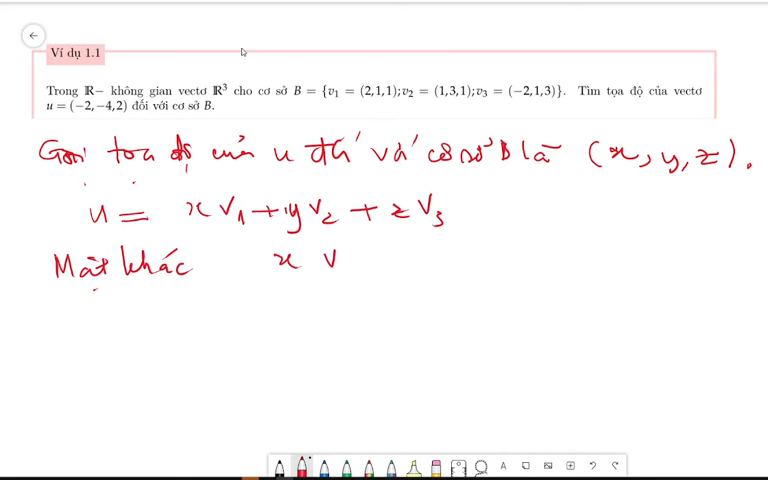 Ví dụ 1.1
Trong ℝ− không gian vectơ ℝ³ cho cơ sở B = {v₁ = (2,1,1); v₂ = (1,3,1); v₃ = (−2,1,3)}. Tìm tọa độ của vectơ
u = (−2,−4,2) đối với cơ sở B.
Gọi tọa độ của u đối với cơ sở B là (x, y, z).
u = x v₁ + y v₂ + z v₃
Mặt khác x v
A